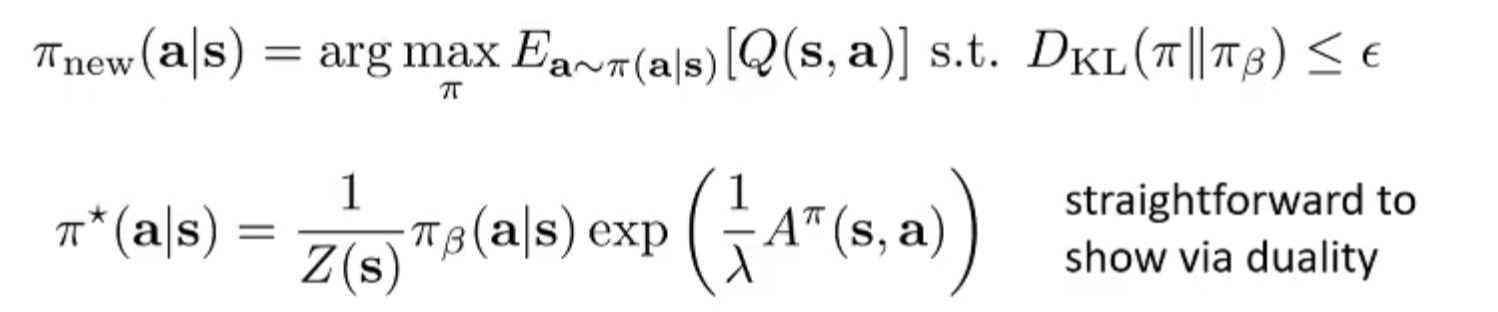 π_new(a|s) = arg max_π E_{a∼π(a|s)}[Q(s, a)] s.t. D_KL(π‖π_β) ≤ ϵ
π⋆(a|s) = 1/Z(s) π_β(a|s) exp(1/λ A^π(s, a))
straightforward to
show via duality